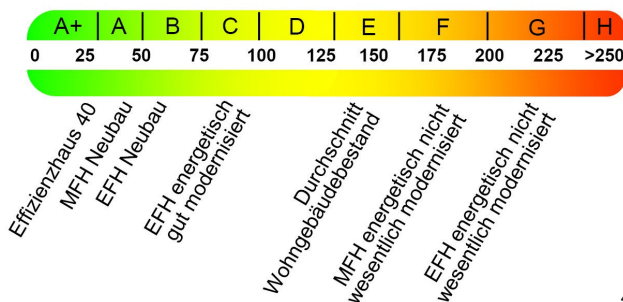 A+ A B C D E F G H
0 25 50 75 100 125 150 175 200 225 >250
Effizienzhaus 40
MFH Neubau
EFH Neubau
EFH energetisch
gut modernisiert
Durchschnitt
Wohngebäudebestand
MFH energetisch nicht
wesentlich modernisiert
EFH energetisch nicht
wesentlich modernisiert